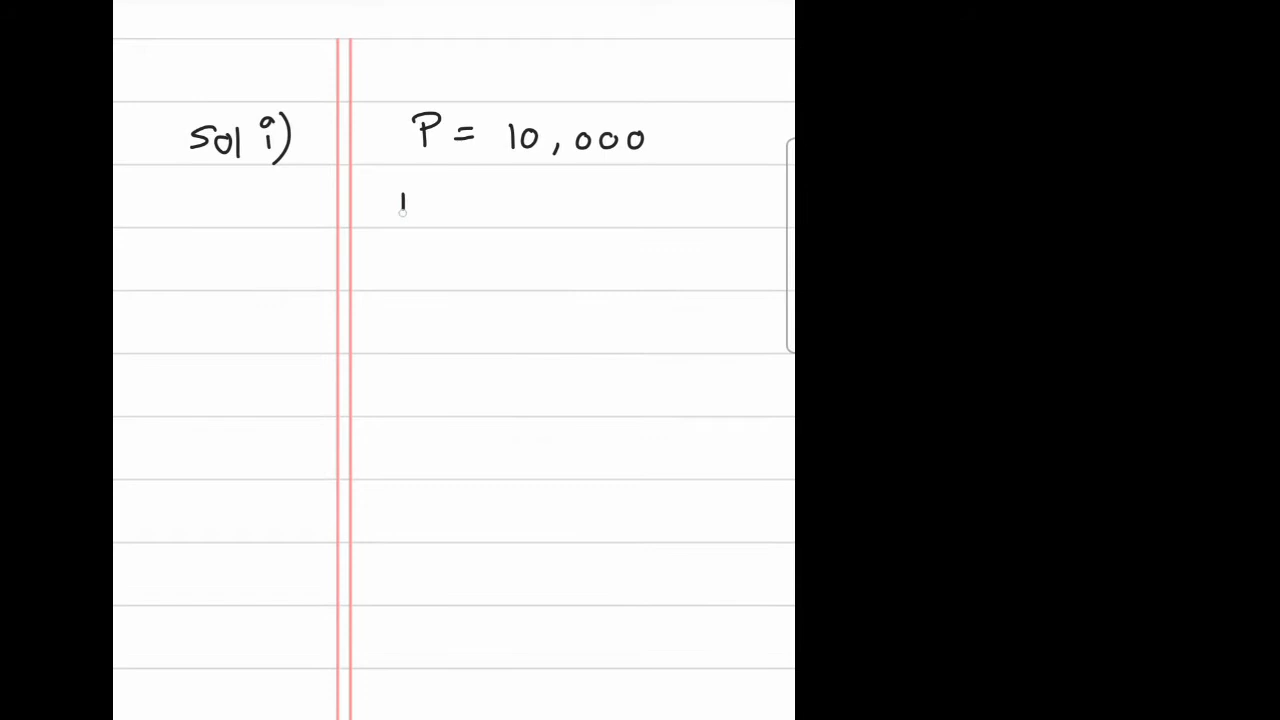 sol i) P = 10,000